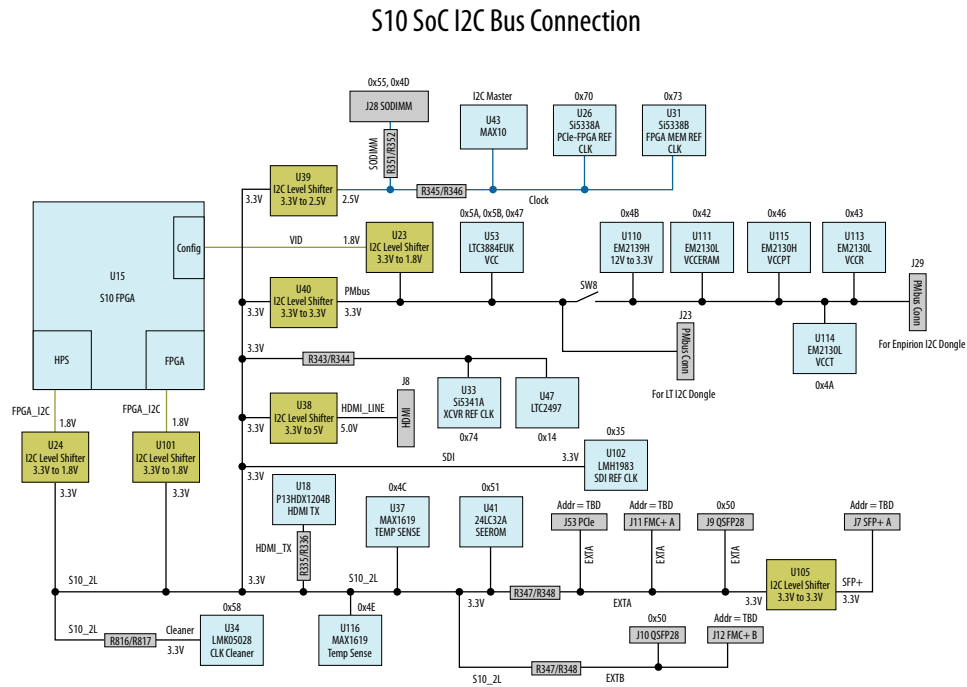 S10 SoC I2C Bus Connection
0x55, 0x4D
J28 SODIMM
SODIMM
R351/R352
I2C Master
U43
MAX10
0x70
U26
Si5338A
PCIe-FPGA REF
CLK
0x73
U31
Si5338B
FPGA MEM REF
CLK
U39
I2C Level Shifter
3.3V to 2.5V
3.3V
2.5V
R345/R346
Clock
U15
S10 FPGA
Config
HPS
FPGA
VID
1.8V
U23
I2C Level Shifter
3.3V to 1.8V
0x5A, 0x5B, 0x47
U53
LTC3884EUK
VCC
0x4B
U110
EM2139H
12V to 3.3V
0x42
U111
EM2130L
VCCERAM
0x46
U115
EM2130H
VCCPT
0x43
U113
EM2130L
VCCR
J29
PMbus Conn
For Enpirion I2C Dongle
U40
I2C Level Shifter
3.3V to 3.3V
3.3V
PMbus
3.3V
SW8
J23
PMbus Conn
For LT I2C Dongle
U114
EM2130L
VCCT
0x4A
3.3V
R343/R344
U33
Si5341A
XCVR REF CLK
0x74
U47
LTC2497
0x14
U38
I2C Level Shifter
3.3V to 5V
3.3V
HDMI_LINE
5.0V
J8
HDMI
FPGA_I2C
1.8V
U24
I2C Level Shifter
3.3V to 1.8V
3.3V
FPGA_I2C
1.8V
U101
I2C Level Shifter
3.3V to 1.8V
3.3V
3.3V
SDI
3.3V
0x35
U102
LMH1983
SDI REF CLK
U18
P13HDX1204B
HDMI TX
HDMI_TX
R335/R336
0x4C
U37
MAX1619
TEMP SENSE
0x51
U41
24LC32A
SEEROM
Addr = TBD
J53 PCIe
EXTA
Addr = TBD
J11 FMC+ A
EXTA
0x50
J9 QSFP28
EXTA
Addr = TBD
J7 SFP+ A
U105
I2C Level Shifter
3.3V to 3.3V
3.3V
SFP+
3.3V
S10_2L
3.3V
S10_2L
3.3V
R347/R348
EXTA
S10_2L
R816/R817
Cleaner
3.3V
0x58
U34
LMK05028
CLK Cleaner
0x4E
U116
MAX1619
Temp Sense
S10_2L
R347/R348
EXTB
0x50
J10 QSFP28
Addr = TBD
J12 FMC+ B